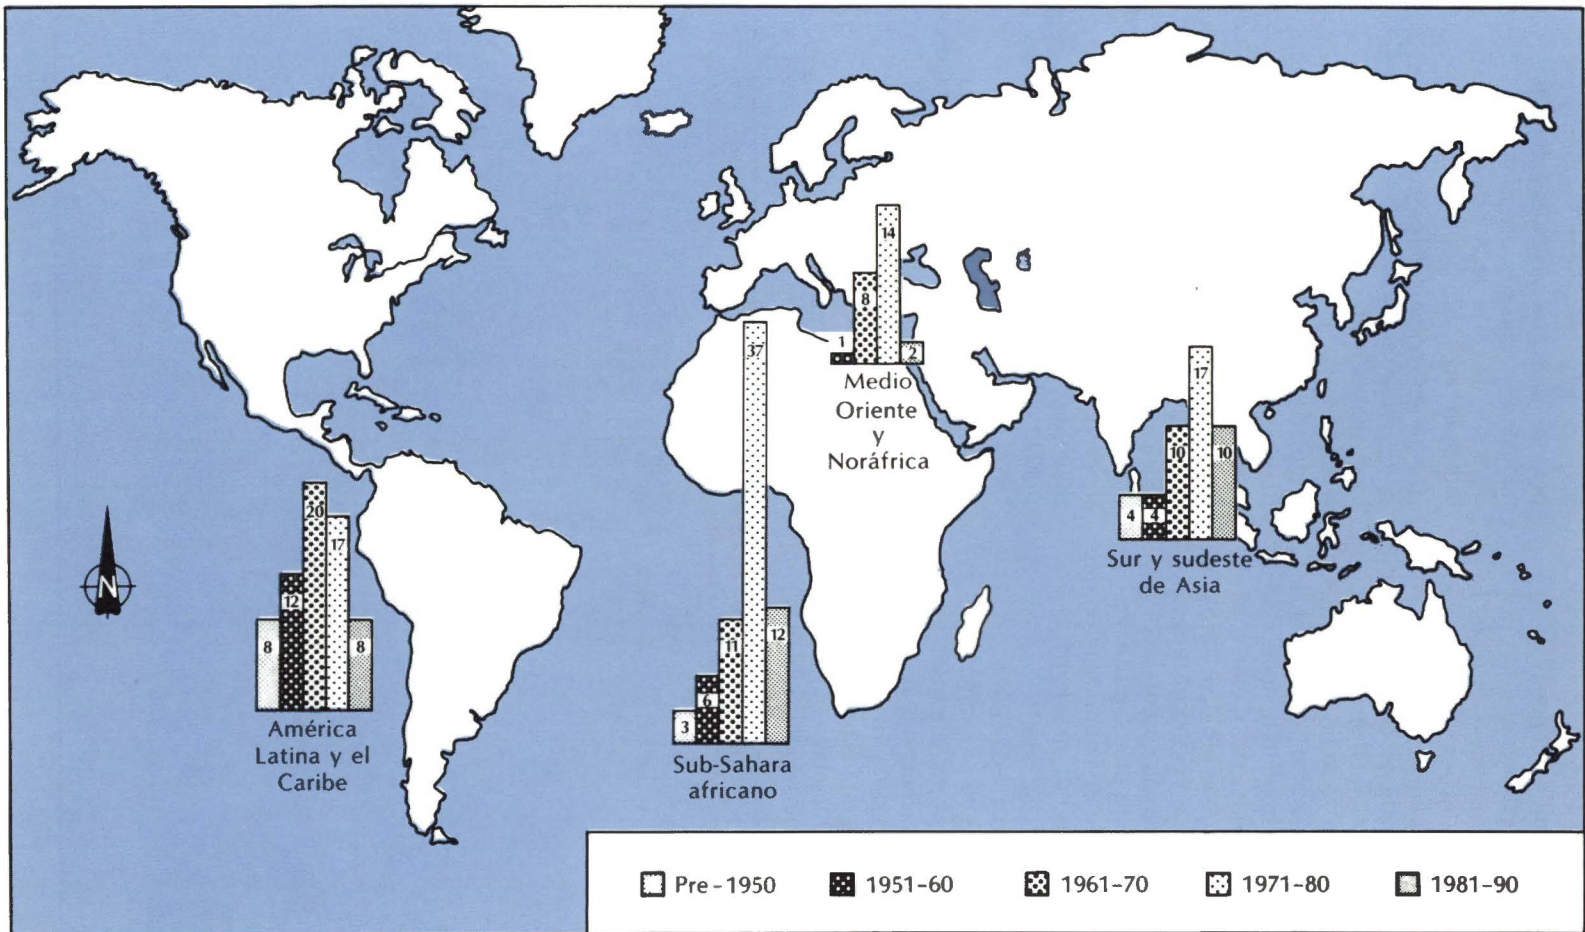 14
8
1
2
Medio
Oriente
y
Noráfrica
37
3
6
11
12
Sub-Sahara
africano
17
10
10
4
4
Sur y sudeste
de Asia
20
17
12
8
8
América
Latina y el
Caribe
N
Pre-1950
1951-60
1961-70
1971-80
1981-90